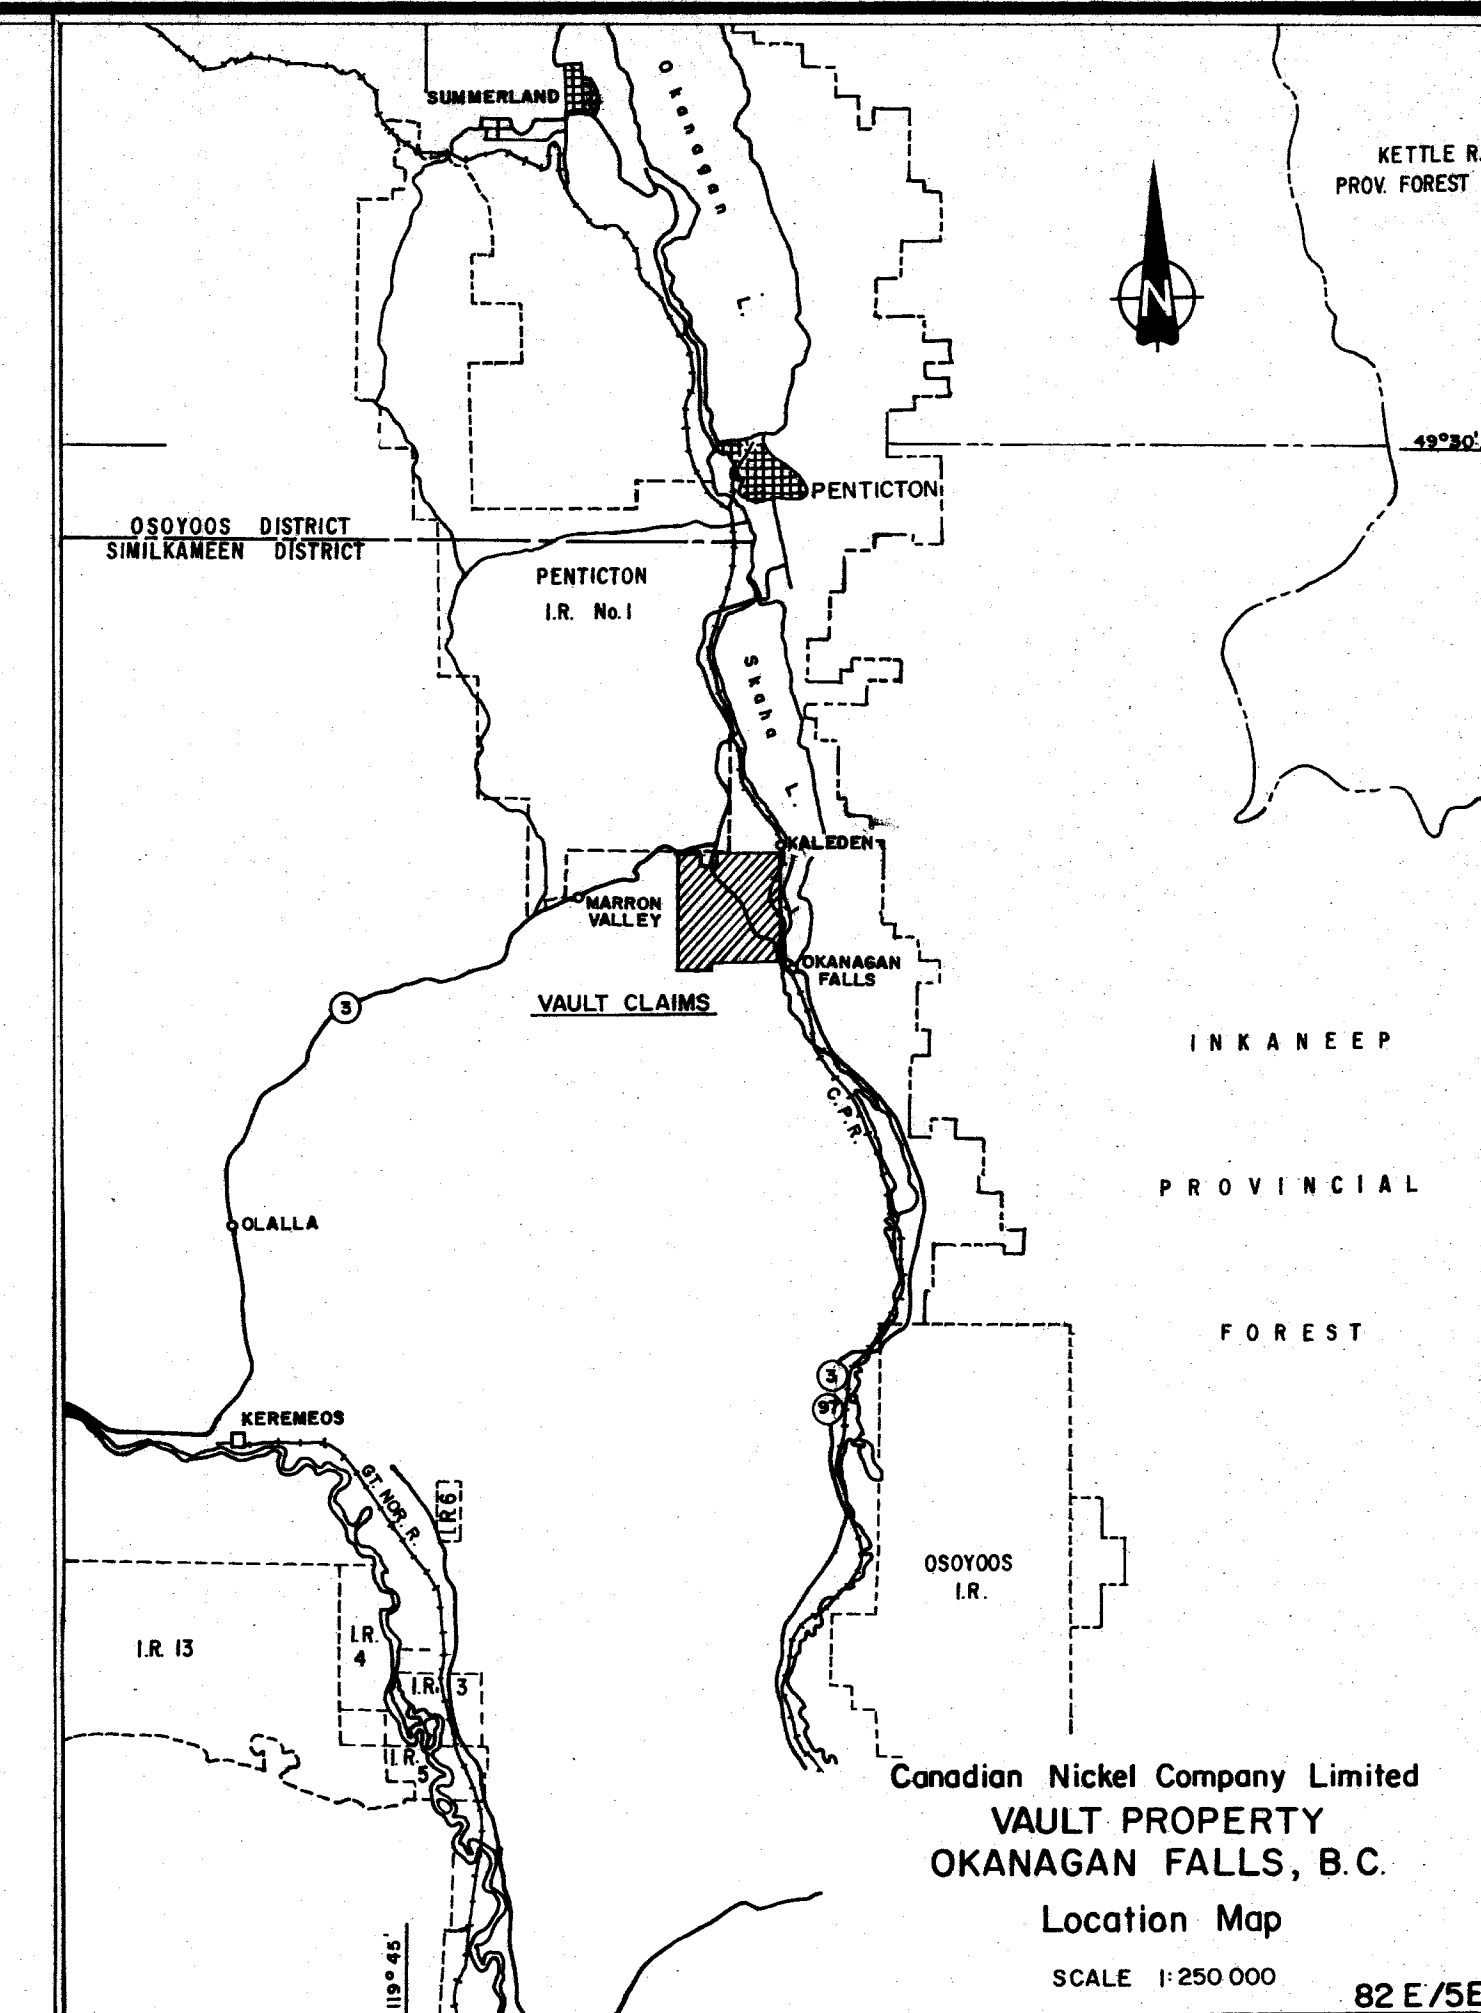 SUMMERLAND
Okanagan L.
KETTLE R.
PROV. FOREST
N
49°30'
PENTICTON
OSOYOOS DISTRICT
SIMILKAMEEN DISTRICT
PENTICTON
I.R. No. 1
Skaha L.
KALEDEN
MARRON
VALLEY
OKANAGAN
FALLS
VAULT CLAIMS
3
INKANEEP
C.P.R.
PROVINCIAL
OLALLA
FOREST
3
97
KEREMEOS
GT. NOR. R.
I.R 6
OSOYOOS
I.R.
I.R. 13
I.R.
4
I.R. 3
I.R.
5
Canadian Nickel Company Limited
VAULT PROPERTY
OKANAGAN FALLS, B.C.
Location Map
119° 45'
SCALE 1:250 000
82 E/5E